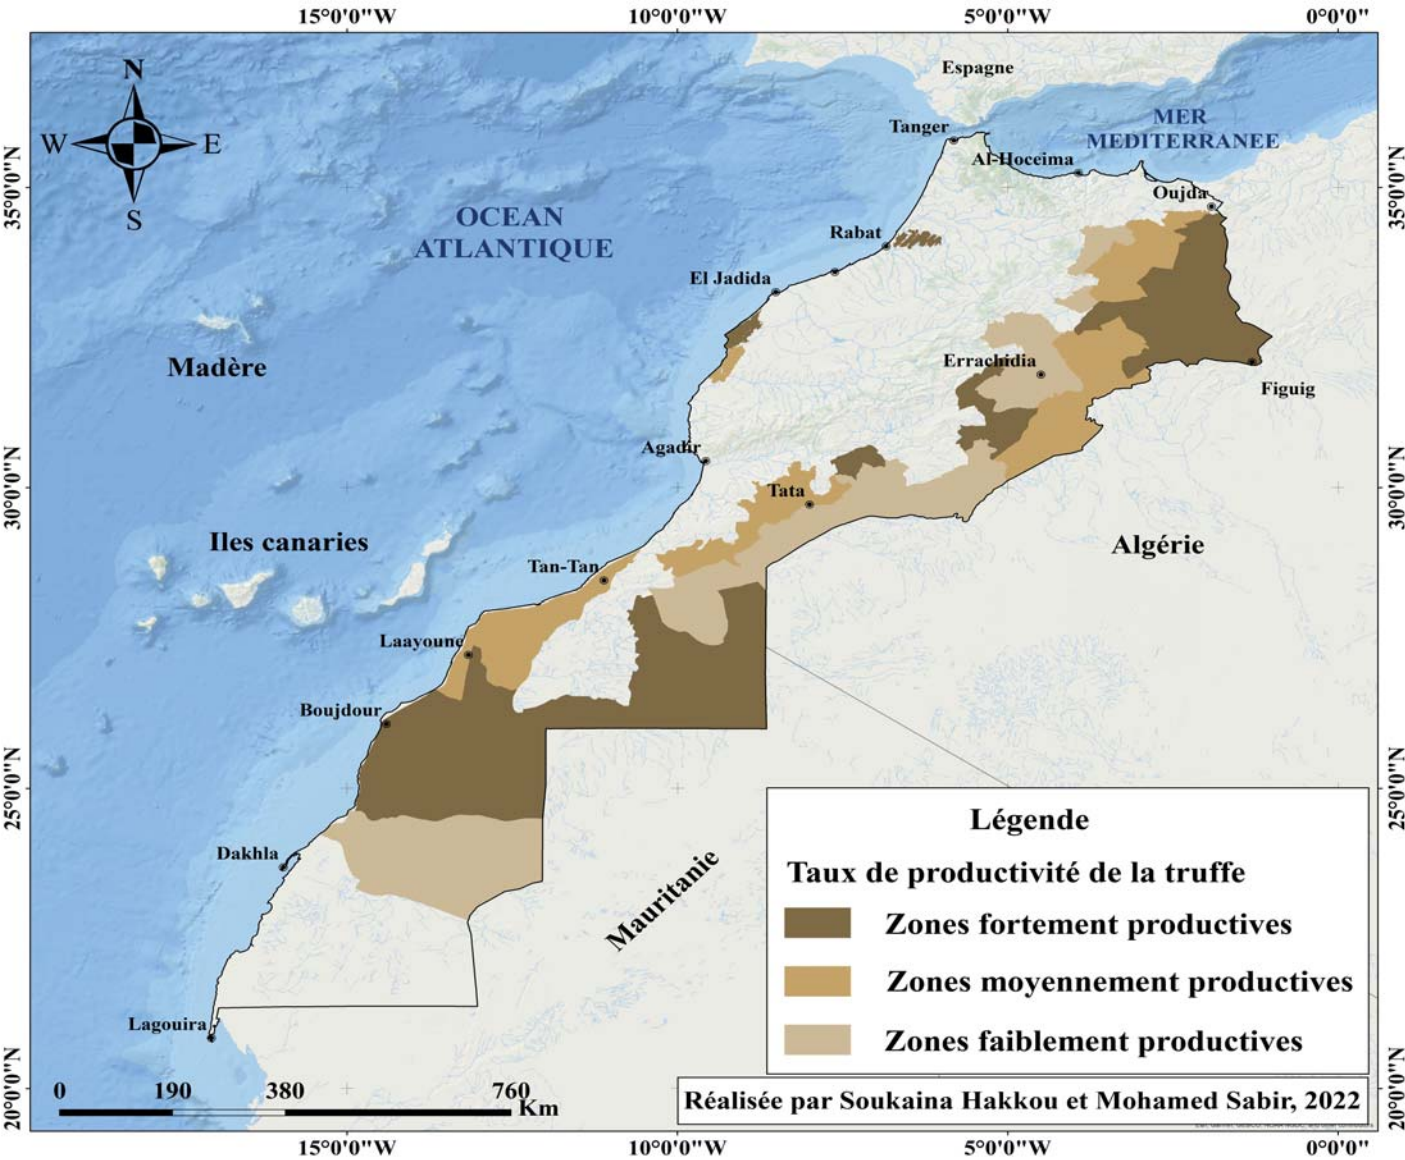 15°0'0"W 10°0'0"W 5°0'0"W 0°0'0"
N
W E
S
35°0'0"N
30°0'0"N
25°0'0"N
20°0'0"N
Espagne
MER
MEDITERRANEE
Tanger
Al-Hoceima
Oujda
OCEAN
ATLANTIQUE
Rabat
El Jadida
Madère
Errachidia
Figuig
Agadir
Tata
Iles canaries
Algérie
Tan-Tan
Laayoune
Boujdour
Dakhla
Mauritanie
Lagouira
Légende
Taux de productivité de la truffe
Zones fortement productives
Zones moyennement productives
Zones faiblement productives
0 190 380 760
Km
Réalisée par Soukaina Hakkou et Mohamed Sabir, 2022
35°0'0"N
30°0'0"N
25°0'0"N
20°0'0"N
15°0'0"W 10°0'0"W 5°0'0"W 0°0'0"